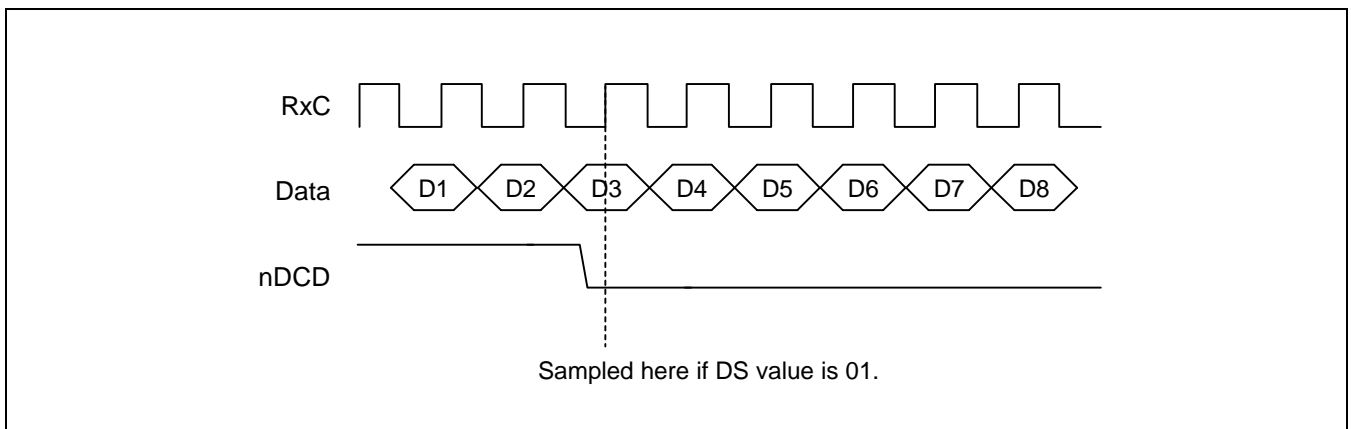 RxC
Data D1 D2 D3 D4 D5 D6 D7 D8
nDCD
Sampled here if DS value is 01.